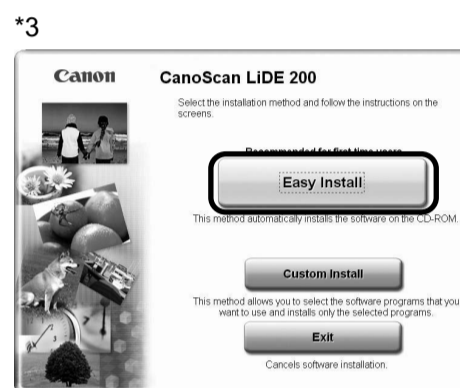 *3
Canon
CanoScan LiDE 200
Select the installation method and follow the instructions on the
screens.
Recommended for first time users
Easy Install
This method automatically installs the software on the CD-ROM.
Custom Install
This method allows you to select the software programs that you
want to use and installs only the selected programs.
Exit
Cancels software installation.